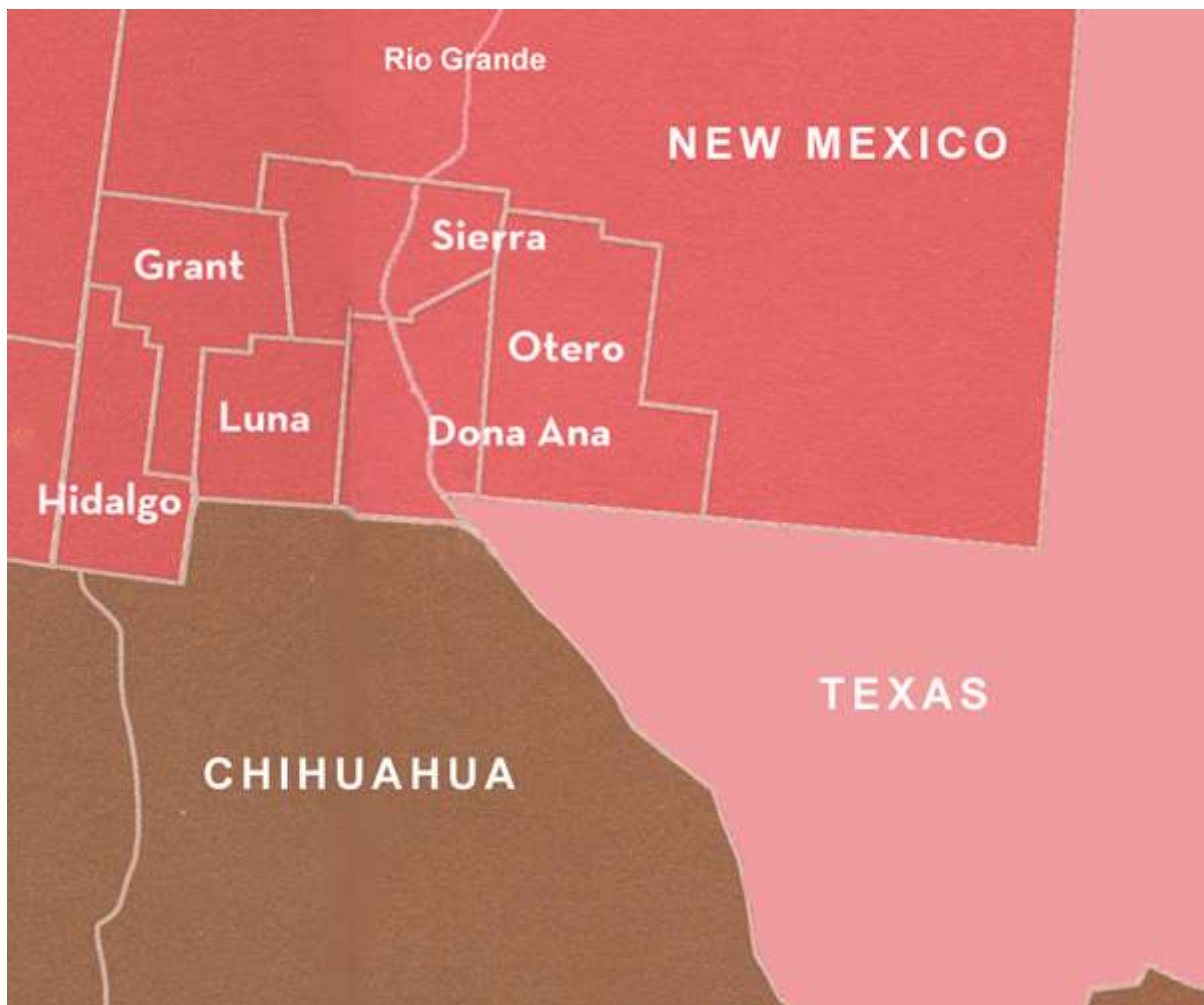 Rio Grande
NEW MEXICO
Sierra
Grant
Otero
Luna
Dona Ana
Hidalgo
TEXAS
CHIHUAHUA